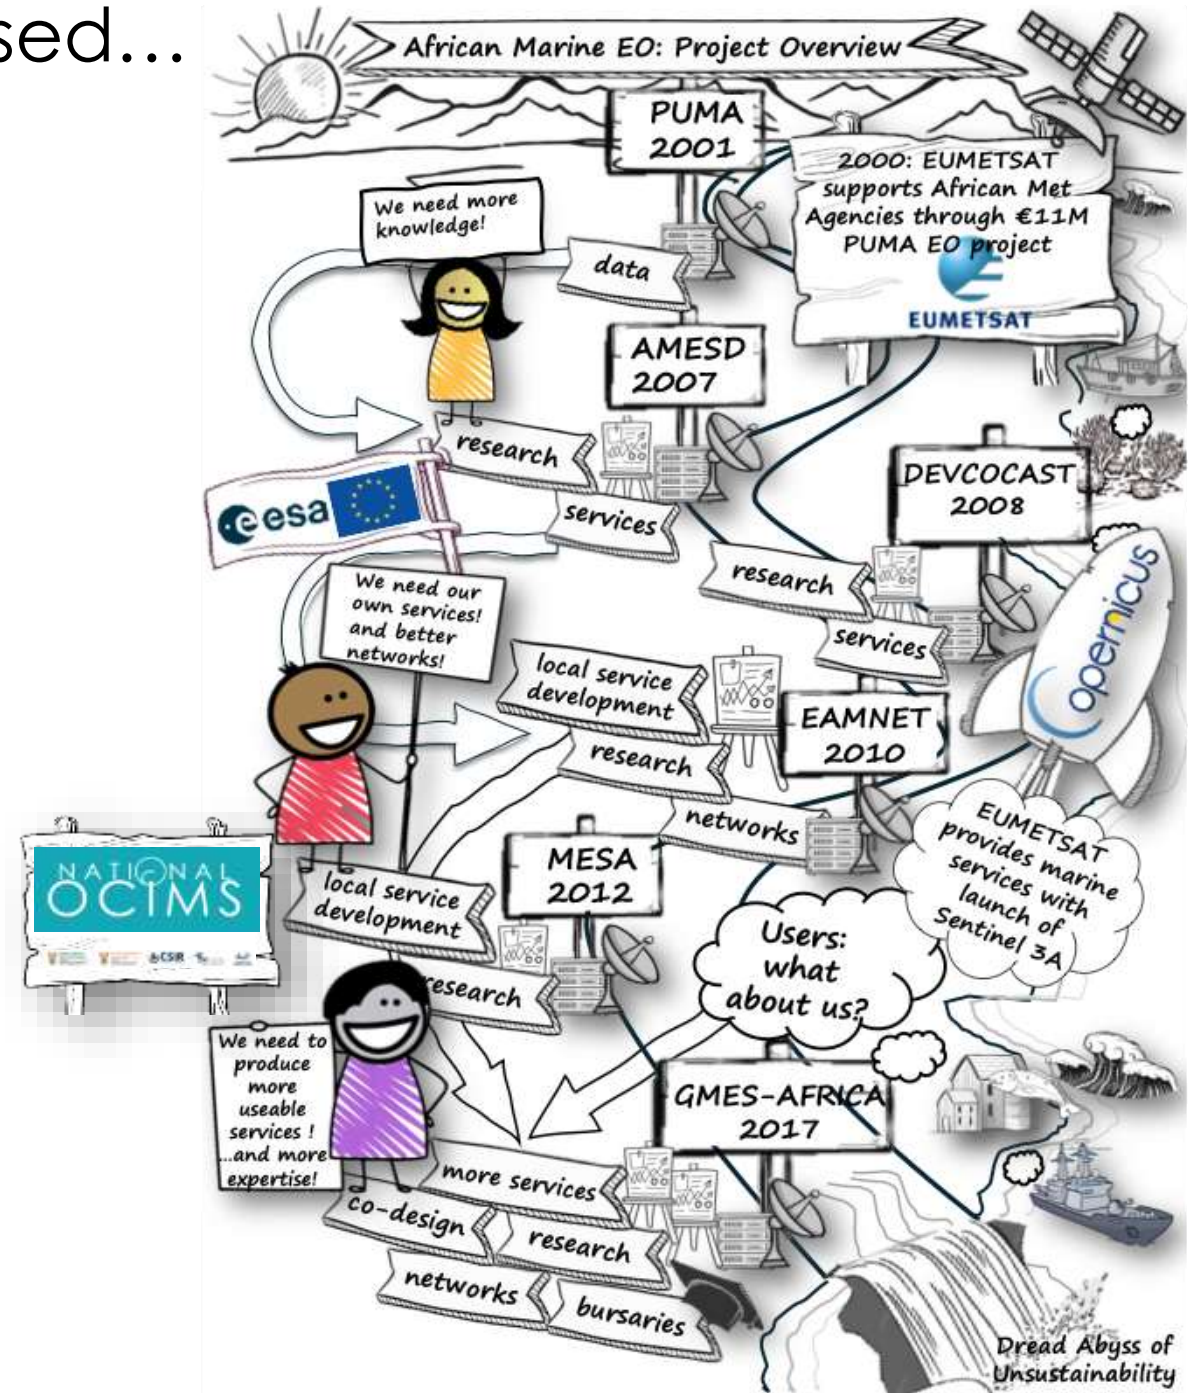 sed...
African Marine EO: Project Overview
PUMA
2001
2000: EUMETSAT
supports African Met
Agencies through €11M
PUMA EO project
EUMETSAT
We need more
knowledge!
data
AMESD
2007
research
services
esa
DEVCOCAST
2008
research
services
opernicus
We need our
own services!
and better
networks!
local service
development
research
networks
EAMNET
2010
EUMETSAT
provides marine
services with
launch of
Sentinel 3A
NATIONAL
OCIMS
CSIR
local service
development
research
MESA
2012
Users:
what
about us?
We need to
produce
more
useable
services !
...and more
expertise!
GMES-AFRICA
2017
more services
co-design
research
networks
bursaries
Dread Abyss of
Unsustainability